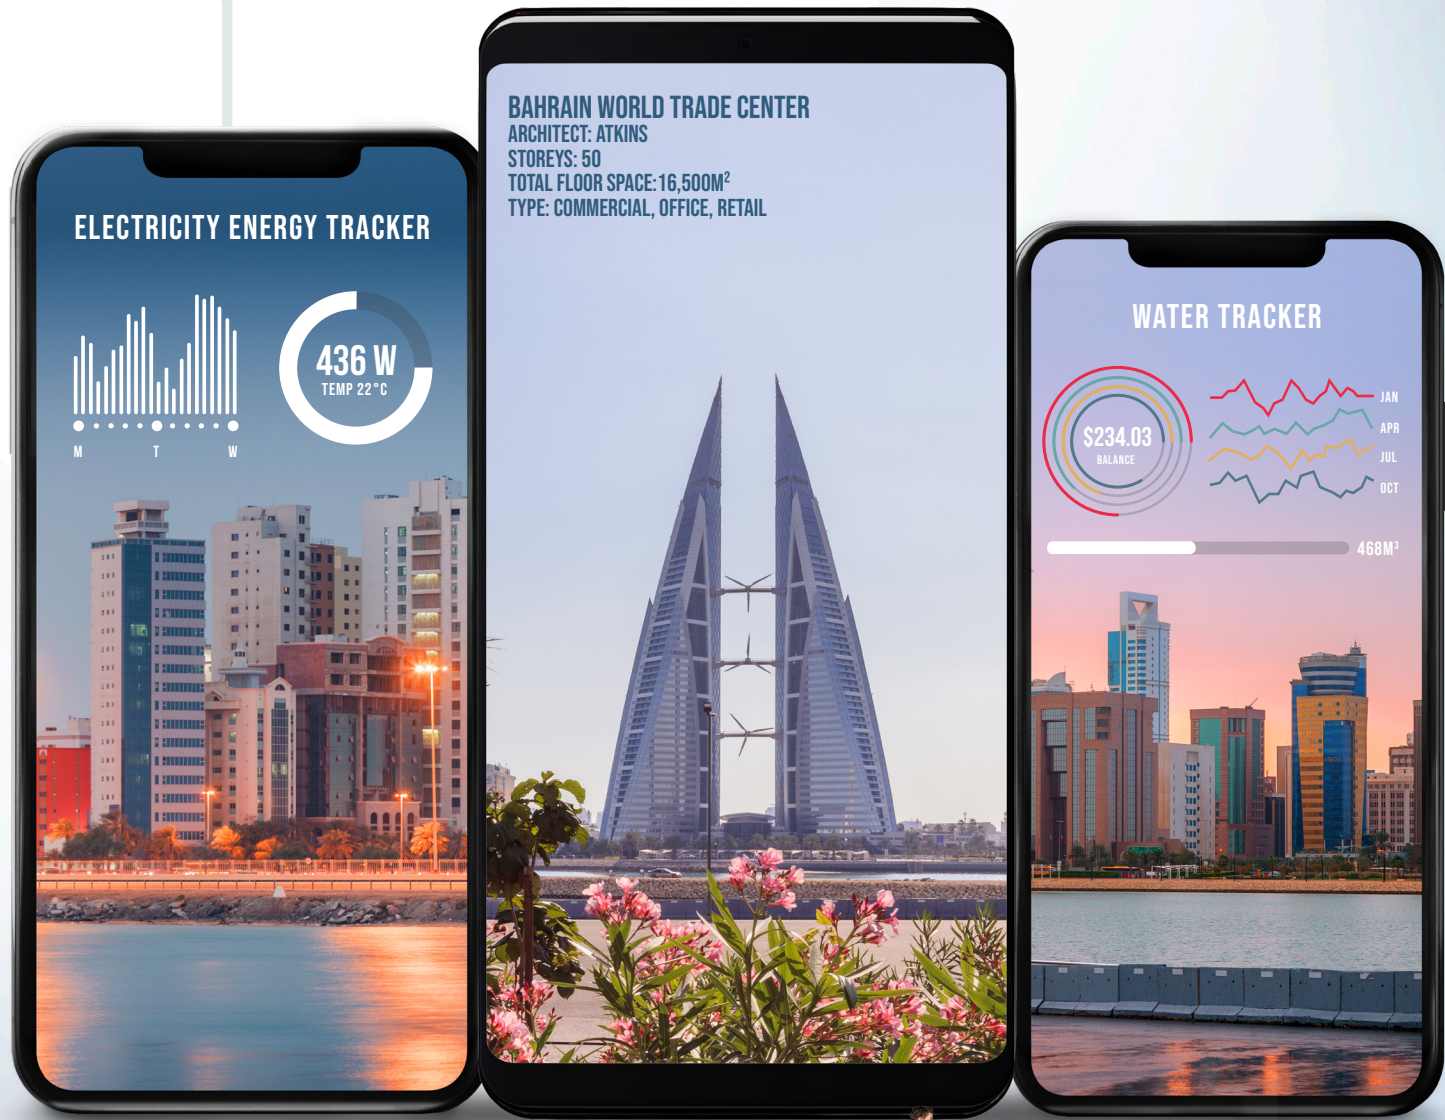 BAHRAIN WORLD TRADE CENTER
ARCHITECT: ATKINS
STOREYS: 50
TOTAL FLOOR SPACE:16,500M²
TYPE: COMMERCIAL, OFFICE, RETAIL
ELECTRICITY ENERGY TRACKER
436 W
TEMP 22°C
M T W
WATER TRACKER
$234.03
BALANCE
JAN
APR
JUL
OCT
468M³